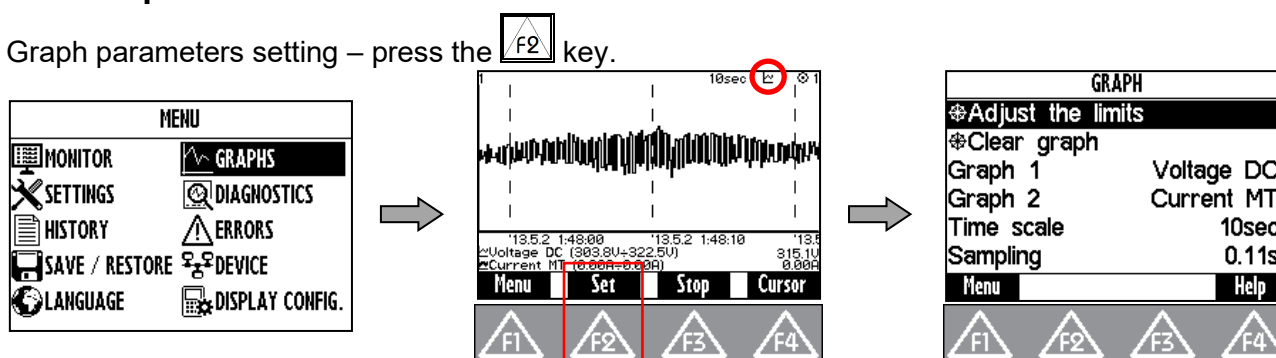 Graph parameters setting – press the F2 key.
MENU
MONITOR GRAPHS
SETTINGS DIAGNOSTICS
HISTORY ERRORS
SAVE / RESTORE DEVICE
LANGUAGE DISPLAY CONFIG.
1 10sec 1
'13.5.2 1:48:00 '13.5.2 1:48:10 '13.5
Voltage DC (303.8V÷322.5V) 315.1V
Current MT (0.00A÷0.00A) 0.00A
Menu Set Stop Cursor
F1 F2 F3 F4
GRAPH
Adjust the limits
Clear graph
Graph 1 Voltage DC
Graph 2 Current MT
Time scale 10sec
Sampling 0.11s
Menu Help
F1 F2 F3 F4